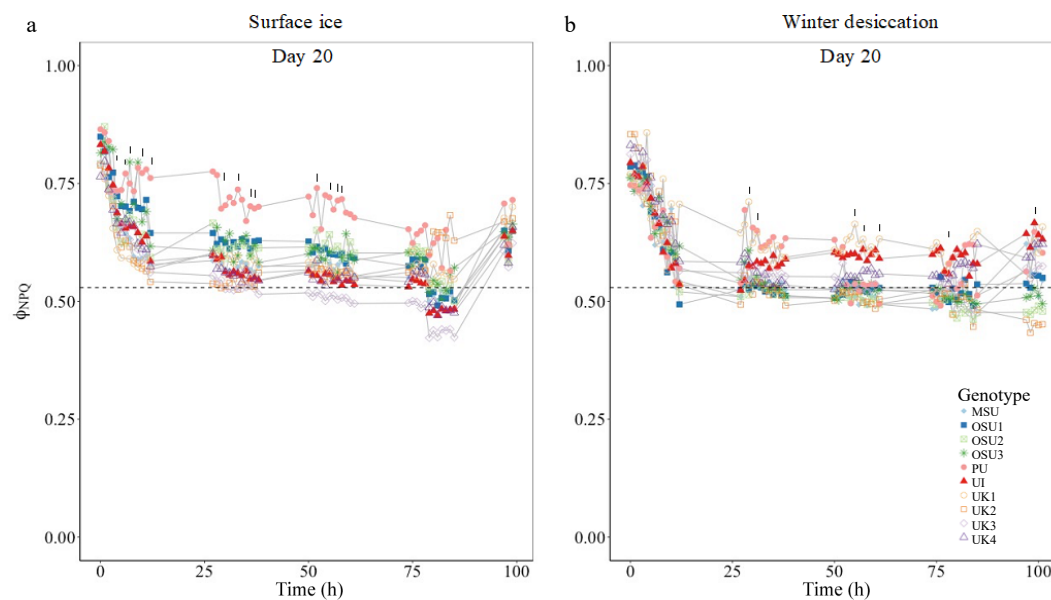 a
Surface ice
Day 20
1.00
0.75
0.50
0.25
0.00
ϕNPQ
0
25
50
75
100
Time (h)
b
Winter desiccation
Day 20
1.00
0.75
0.50
0.25
0.00
0
25
50
75
100
Time (h)
Genotype
MSU
OSU1
OSU2
OSU3
PU
UI
UK1
UK2
UK3
UK4